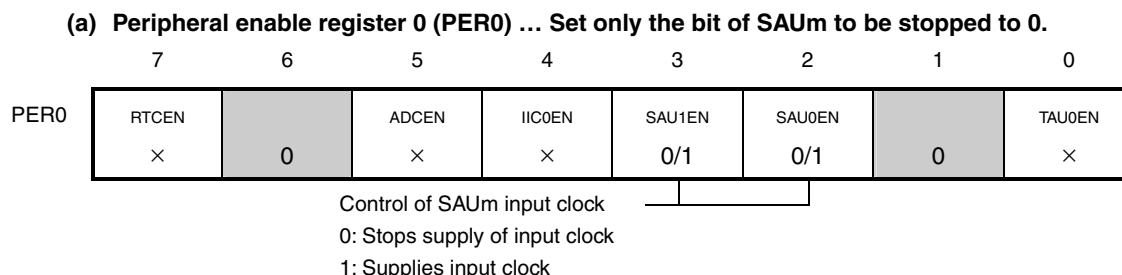 (a) Peripheral enable register 0 (PER0) … Set only the bit of SAUm to be stopped to 0.
7 6 5 4 3 2 1 0
PER0 RTCEN ADCEN IIC0EN SAU1EN SAU0EN TAU0EN
× 0 × × 0/1 0/1 0 ×
Control of SAUm input clock
0: Stops supply of input clock
1: Supplies input clock